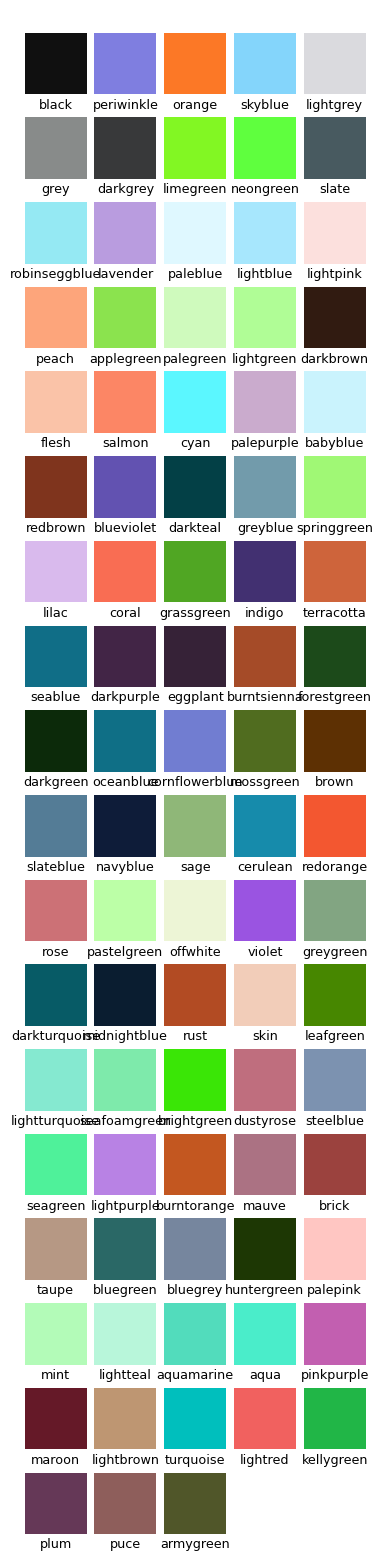 black periwinkle orange skyblue lightgrey
grey darkgrey limegreen neongreen slate
robinseggblue lavender paleblue lightblue lightpink
peach applegreen palegreen lightgreen darkbrown
flesh salmon cyan palepurple babyblue
redbrown blueviolet darkteal greyblue springgreen
lilac coral grassgreen indigo terracotta
seablue darkpurple eggplant burntsienna forestgreen
darkgreen oceanblue cornflowerblue mossgreen brown
slateblue navyblue sage cerulean redorange
rose pastelgreen offwhite violet greygreen
darkturquoise midnightblue rust skin leafgreen
lightturquoise seafoamgreen brightgreen dustyrose steelblue
seagreen lightpurple burntorange mauve brick
taupe bluegreen bluegrey huntergreen palepink
mint lightteal aquamarine aqua pinkpurple
maroon lightbrown turquoise lightred kellygreen
plum puce armygreen